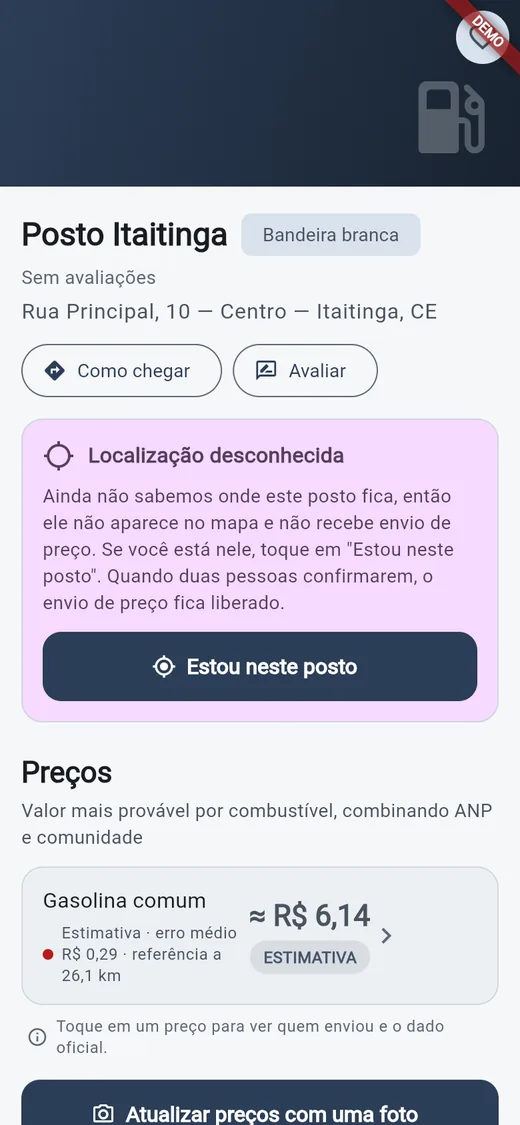 DEMO
Posto Itaitinga
Bandeira branca
Sem avaliações
Rua Principal, 10 — Centro — Itaitinga, CE
Como chegar
Avaliar
Localização desconhecida
Ainda não sabemos onde este posto fica, então
ele não aparece no mapa e não recebe envio de
preço. Se você está nele, toque em "Estou neste
posto". Quando duas pessoas confirmarem, o
envio de preço fica liberado.
Estou neste posto
Preços
Valor mais provável por combustível, combinando ANP
e comunidade
Gasolina comum
Estimativa · erro médio
R$ 0,29 · referência a
26,1 km
≈ R$ 6,14
ESTIMATIVA
Toque em um preço para ver quem enviou e o dado
oficial.
Atualizar preços com uma foto